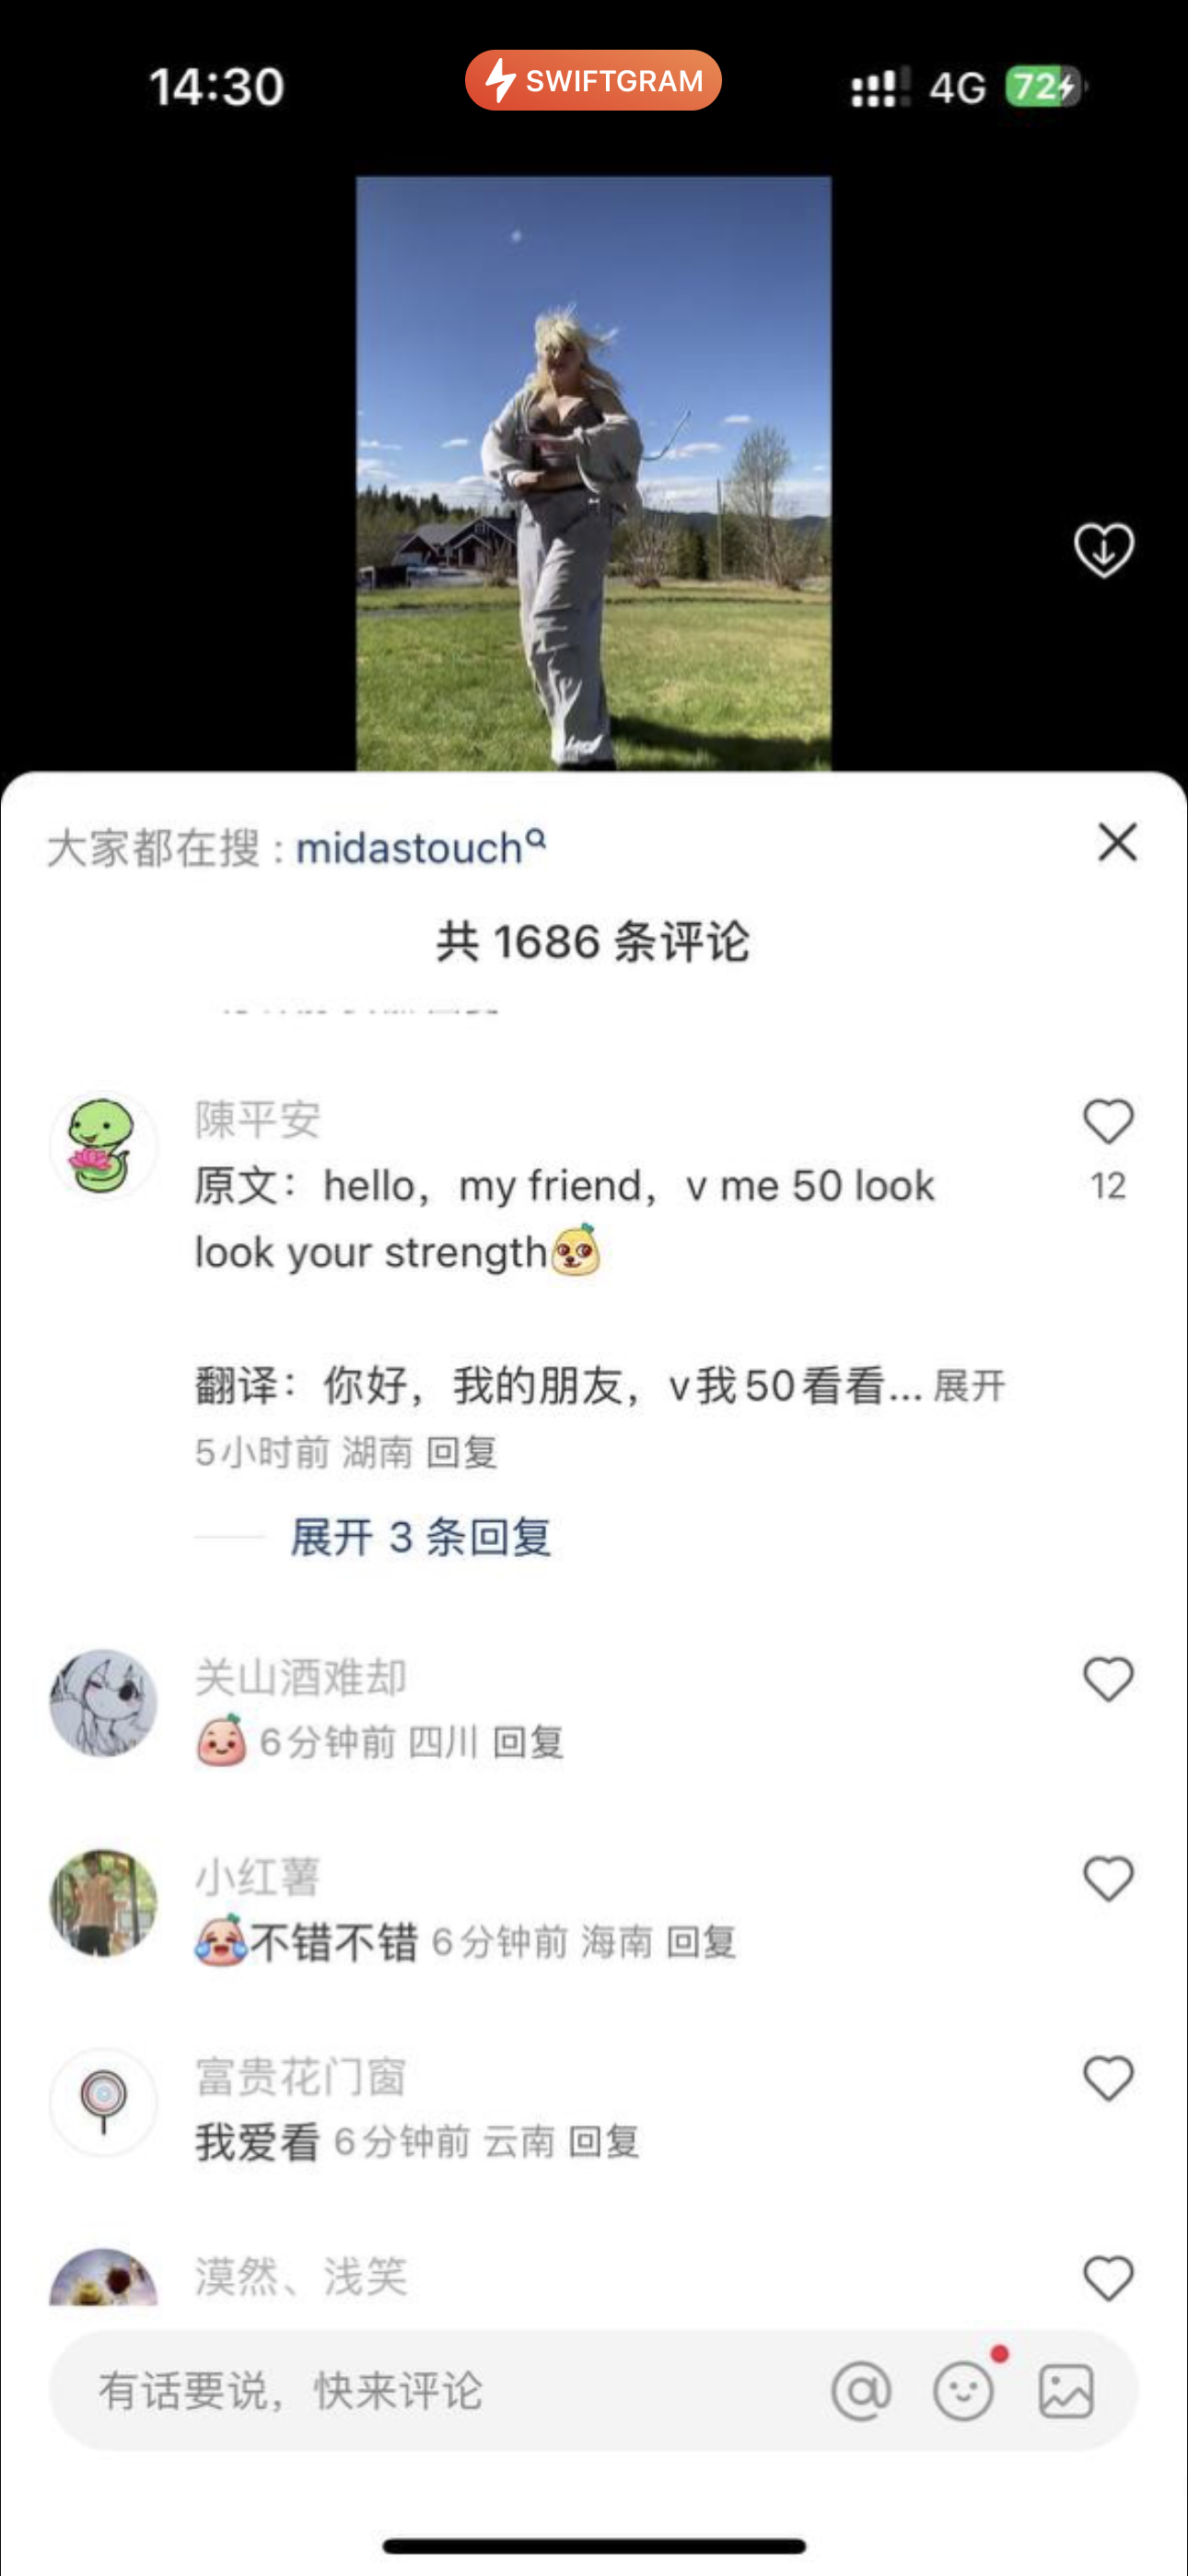 14:30
SWIFTGRAM
4G
72
大家都在搜：midastouch
共 1686 条评论
陳平安
原文：hello，my friend，v me 50 look
look your strength
12
翻译：你好，我的朋友，v我50看看... 展开
5小时前 湖南 回复
展开 3 条回复
关山酒难却
6分钟前 四川 回复
小红薯
不错不错 6分钟前 海南 回复
富贵花门窗
我爱看 6分钟前 云南 回复
漠然、浅笑
有话要说，快来评论